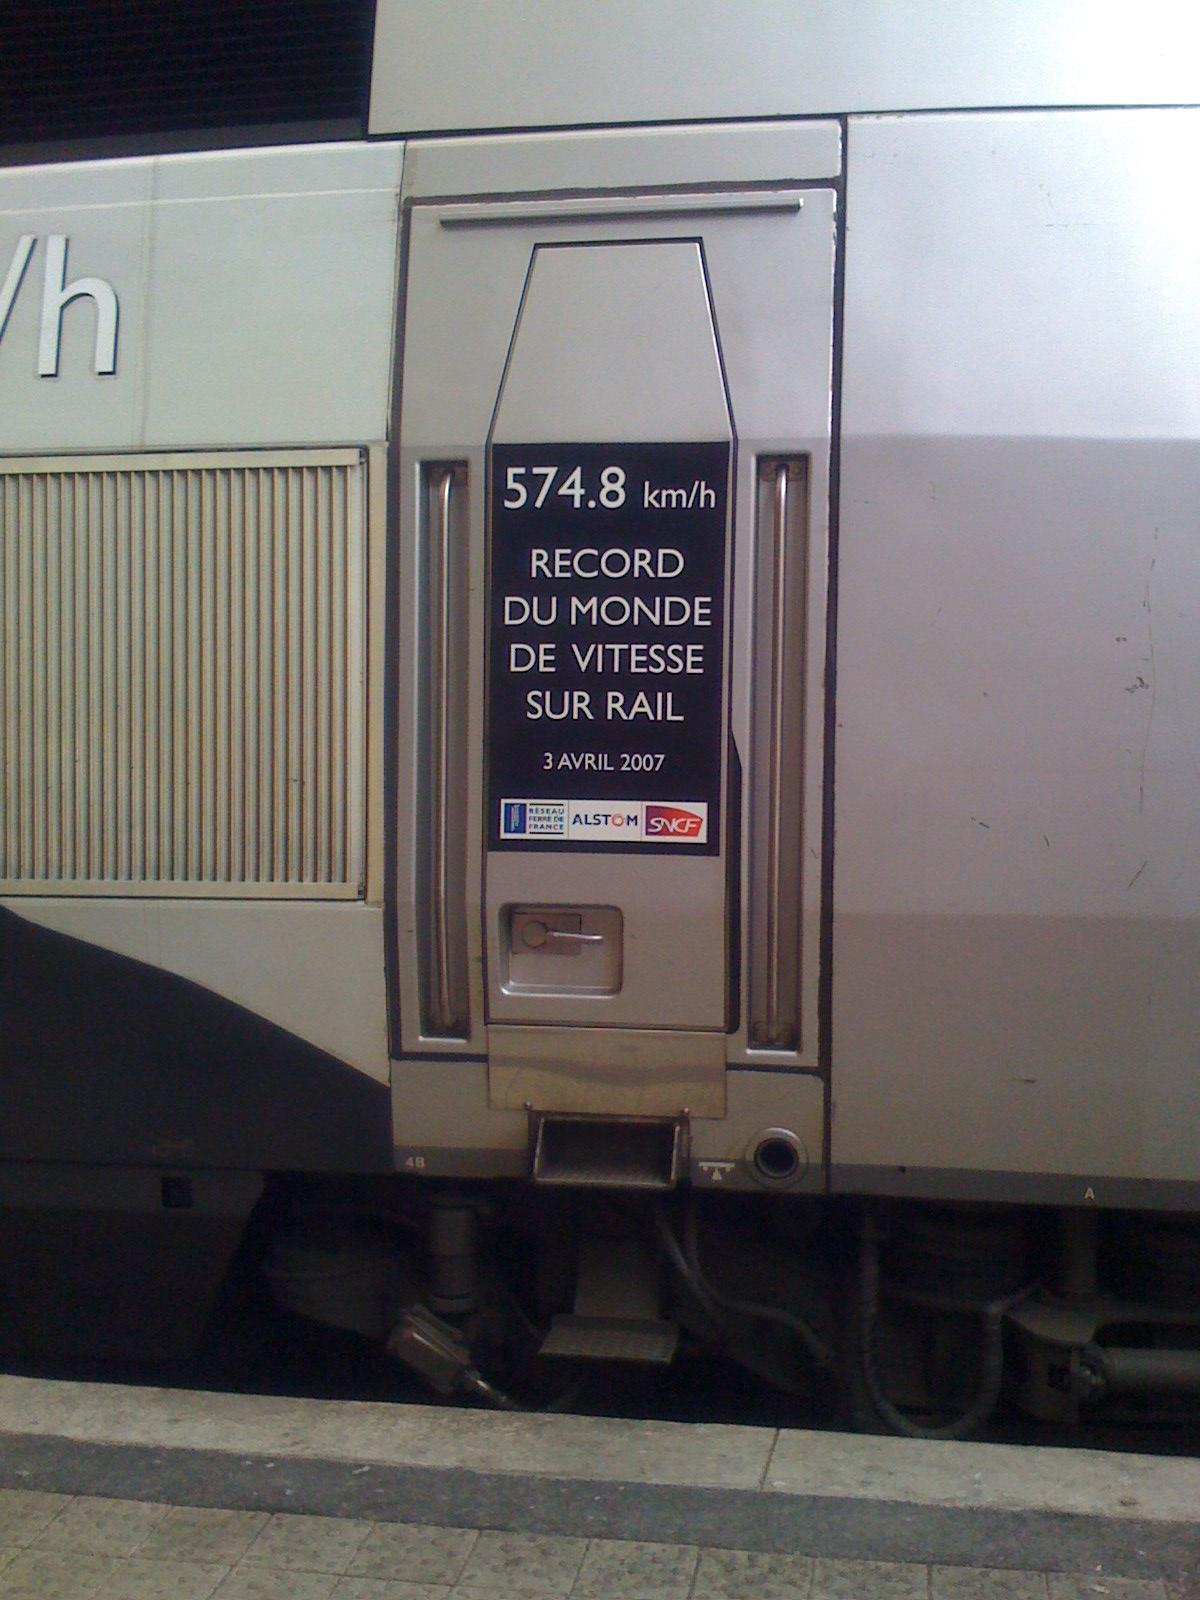 /h
574.8 km/h
RECORD
DU MONDE
DE VITESSE
SUR RAIL
3 AVRIL 2007
RÉSEAU
FERRÉ DE
FRANCE
ALSTOM
SNCF
4B
A